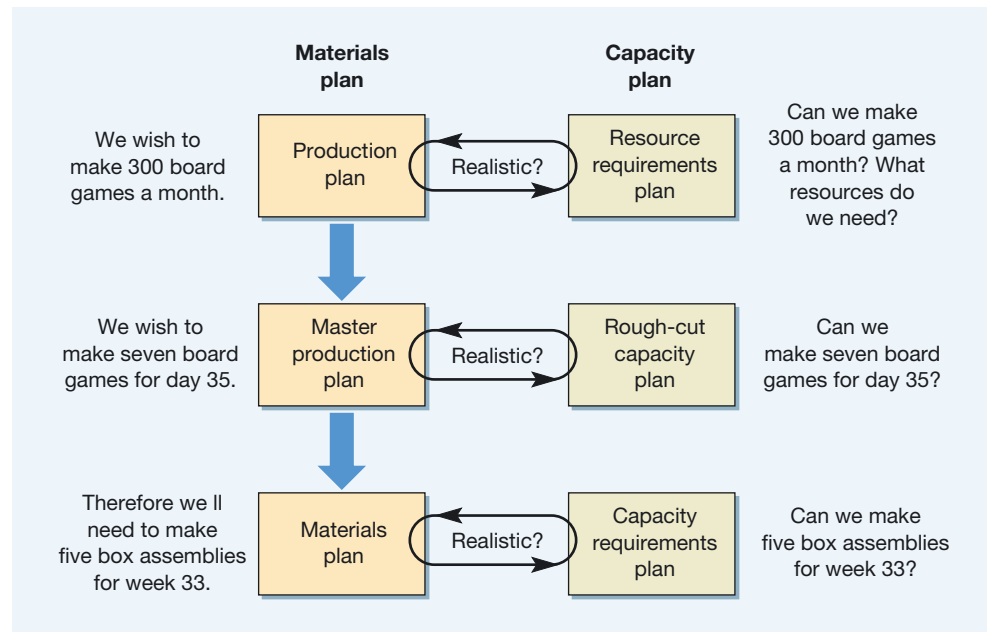 Materials
plan
Capacity
plan
We wish to
make 300 board
games a month.
Production
plan
Realistic?
Resource
requirements
plan
Can we make
300 board games
a month? What
resources do
we need?
We wish to
make seven board
games for day 35.
Master
production
plan
Realistic?
Rough-cut
capacity
plan
Can we
make seven board
games for day 35?
Therefore we ll
need to make
five box assemblies
for week 33.
Materials
plan
Realistic?
Capacity
requirements
plan
Can we make
five box assemblies
for week 33?